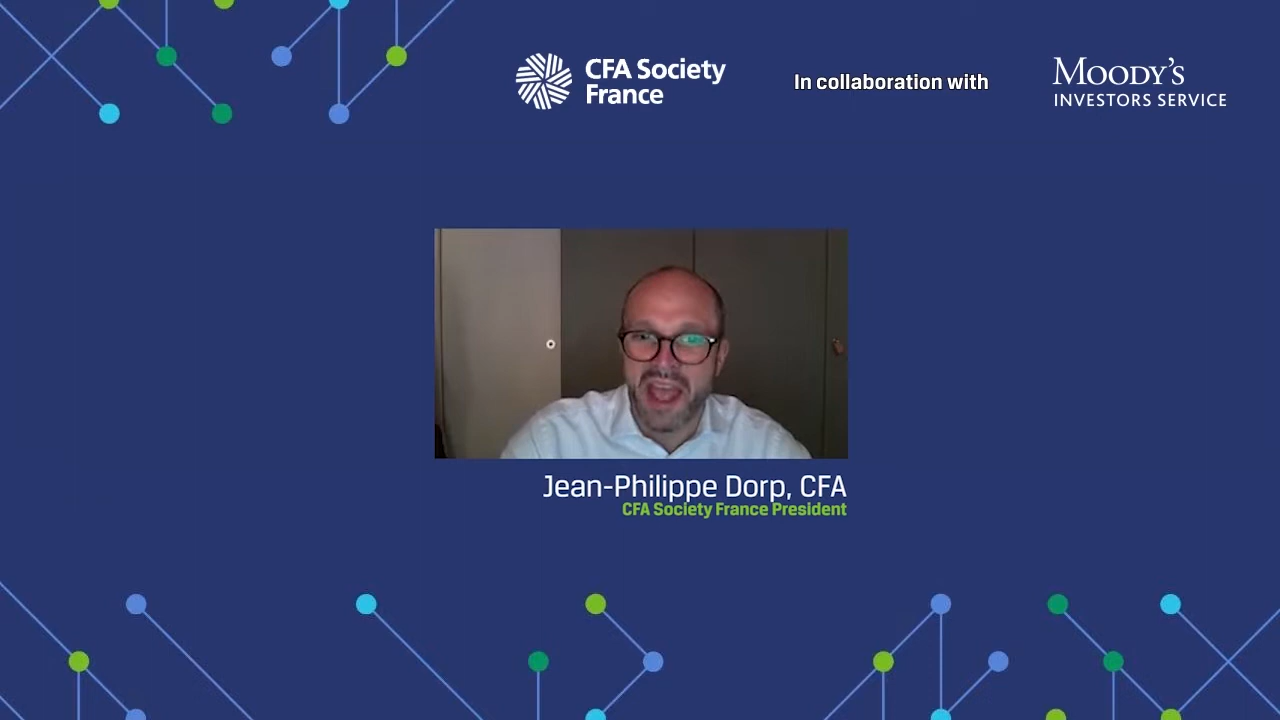 CFA Society
France
In collaboration with
MOODY'S
INVESTORS SERVICE
Jean-Philippe Dorp, CFA
CFA Society France President